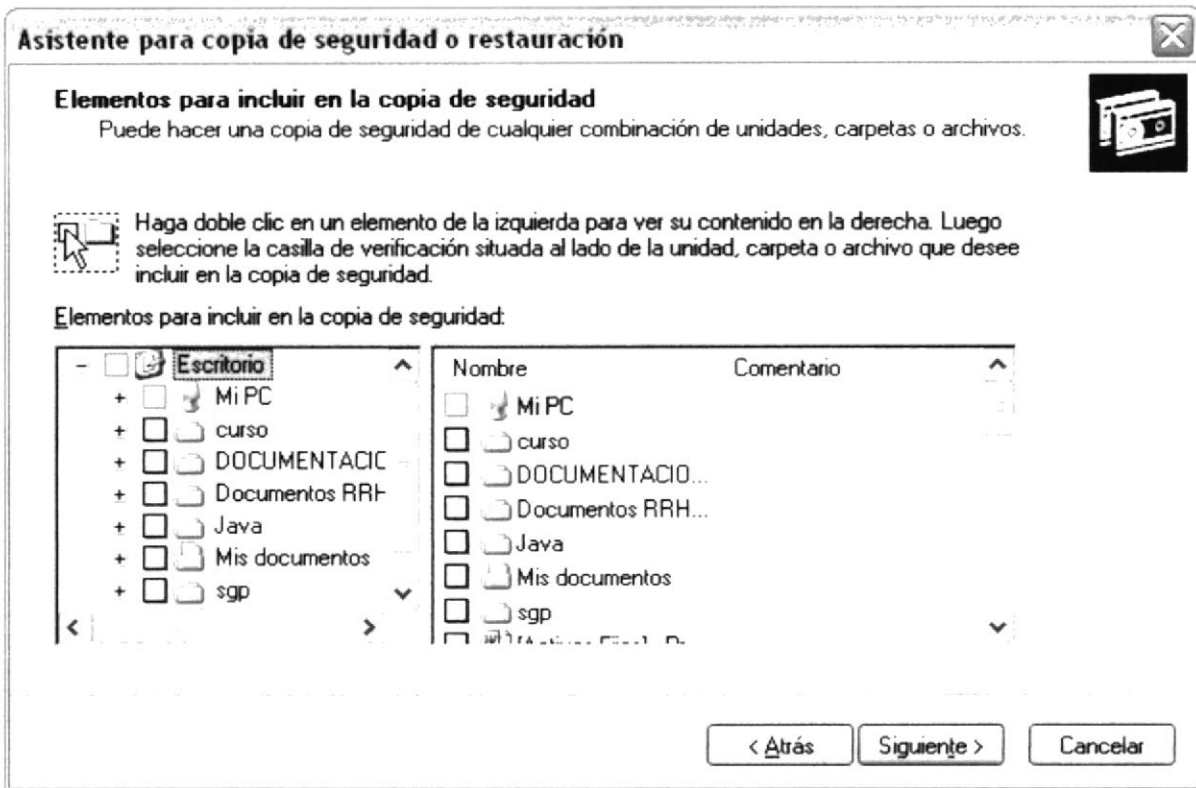 Asistente para copia de seguridad o restauración
Elementos para incluir en la copia de seguridad
Puede hacer una copia de seguridad de cualquier combinación de unidades, carpetas o archivos.
Haga doble clic en un elemento de la izquierda para ver su contenido en la derecha. Luego
seleccione la casilla de verificación situada al lado de la unidad, carpeta o archivo que desee
incluir en la copia de seguridad.
Elementos para incluir en la copia de seguridad:
Escritorio
Mi PC
curso
DOCUMENTACIC
Documentos RRH
Java
Mis documentos
sgp
Nombre Comentario
Mi PC
curso
DOCUMENTACIO...
Documentos RRH...
Java
Mis documentos
sgp
< Atrás Siguiente > Cancelar